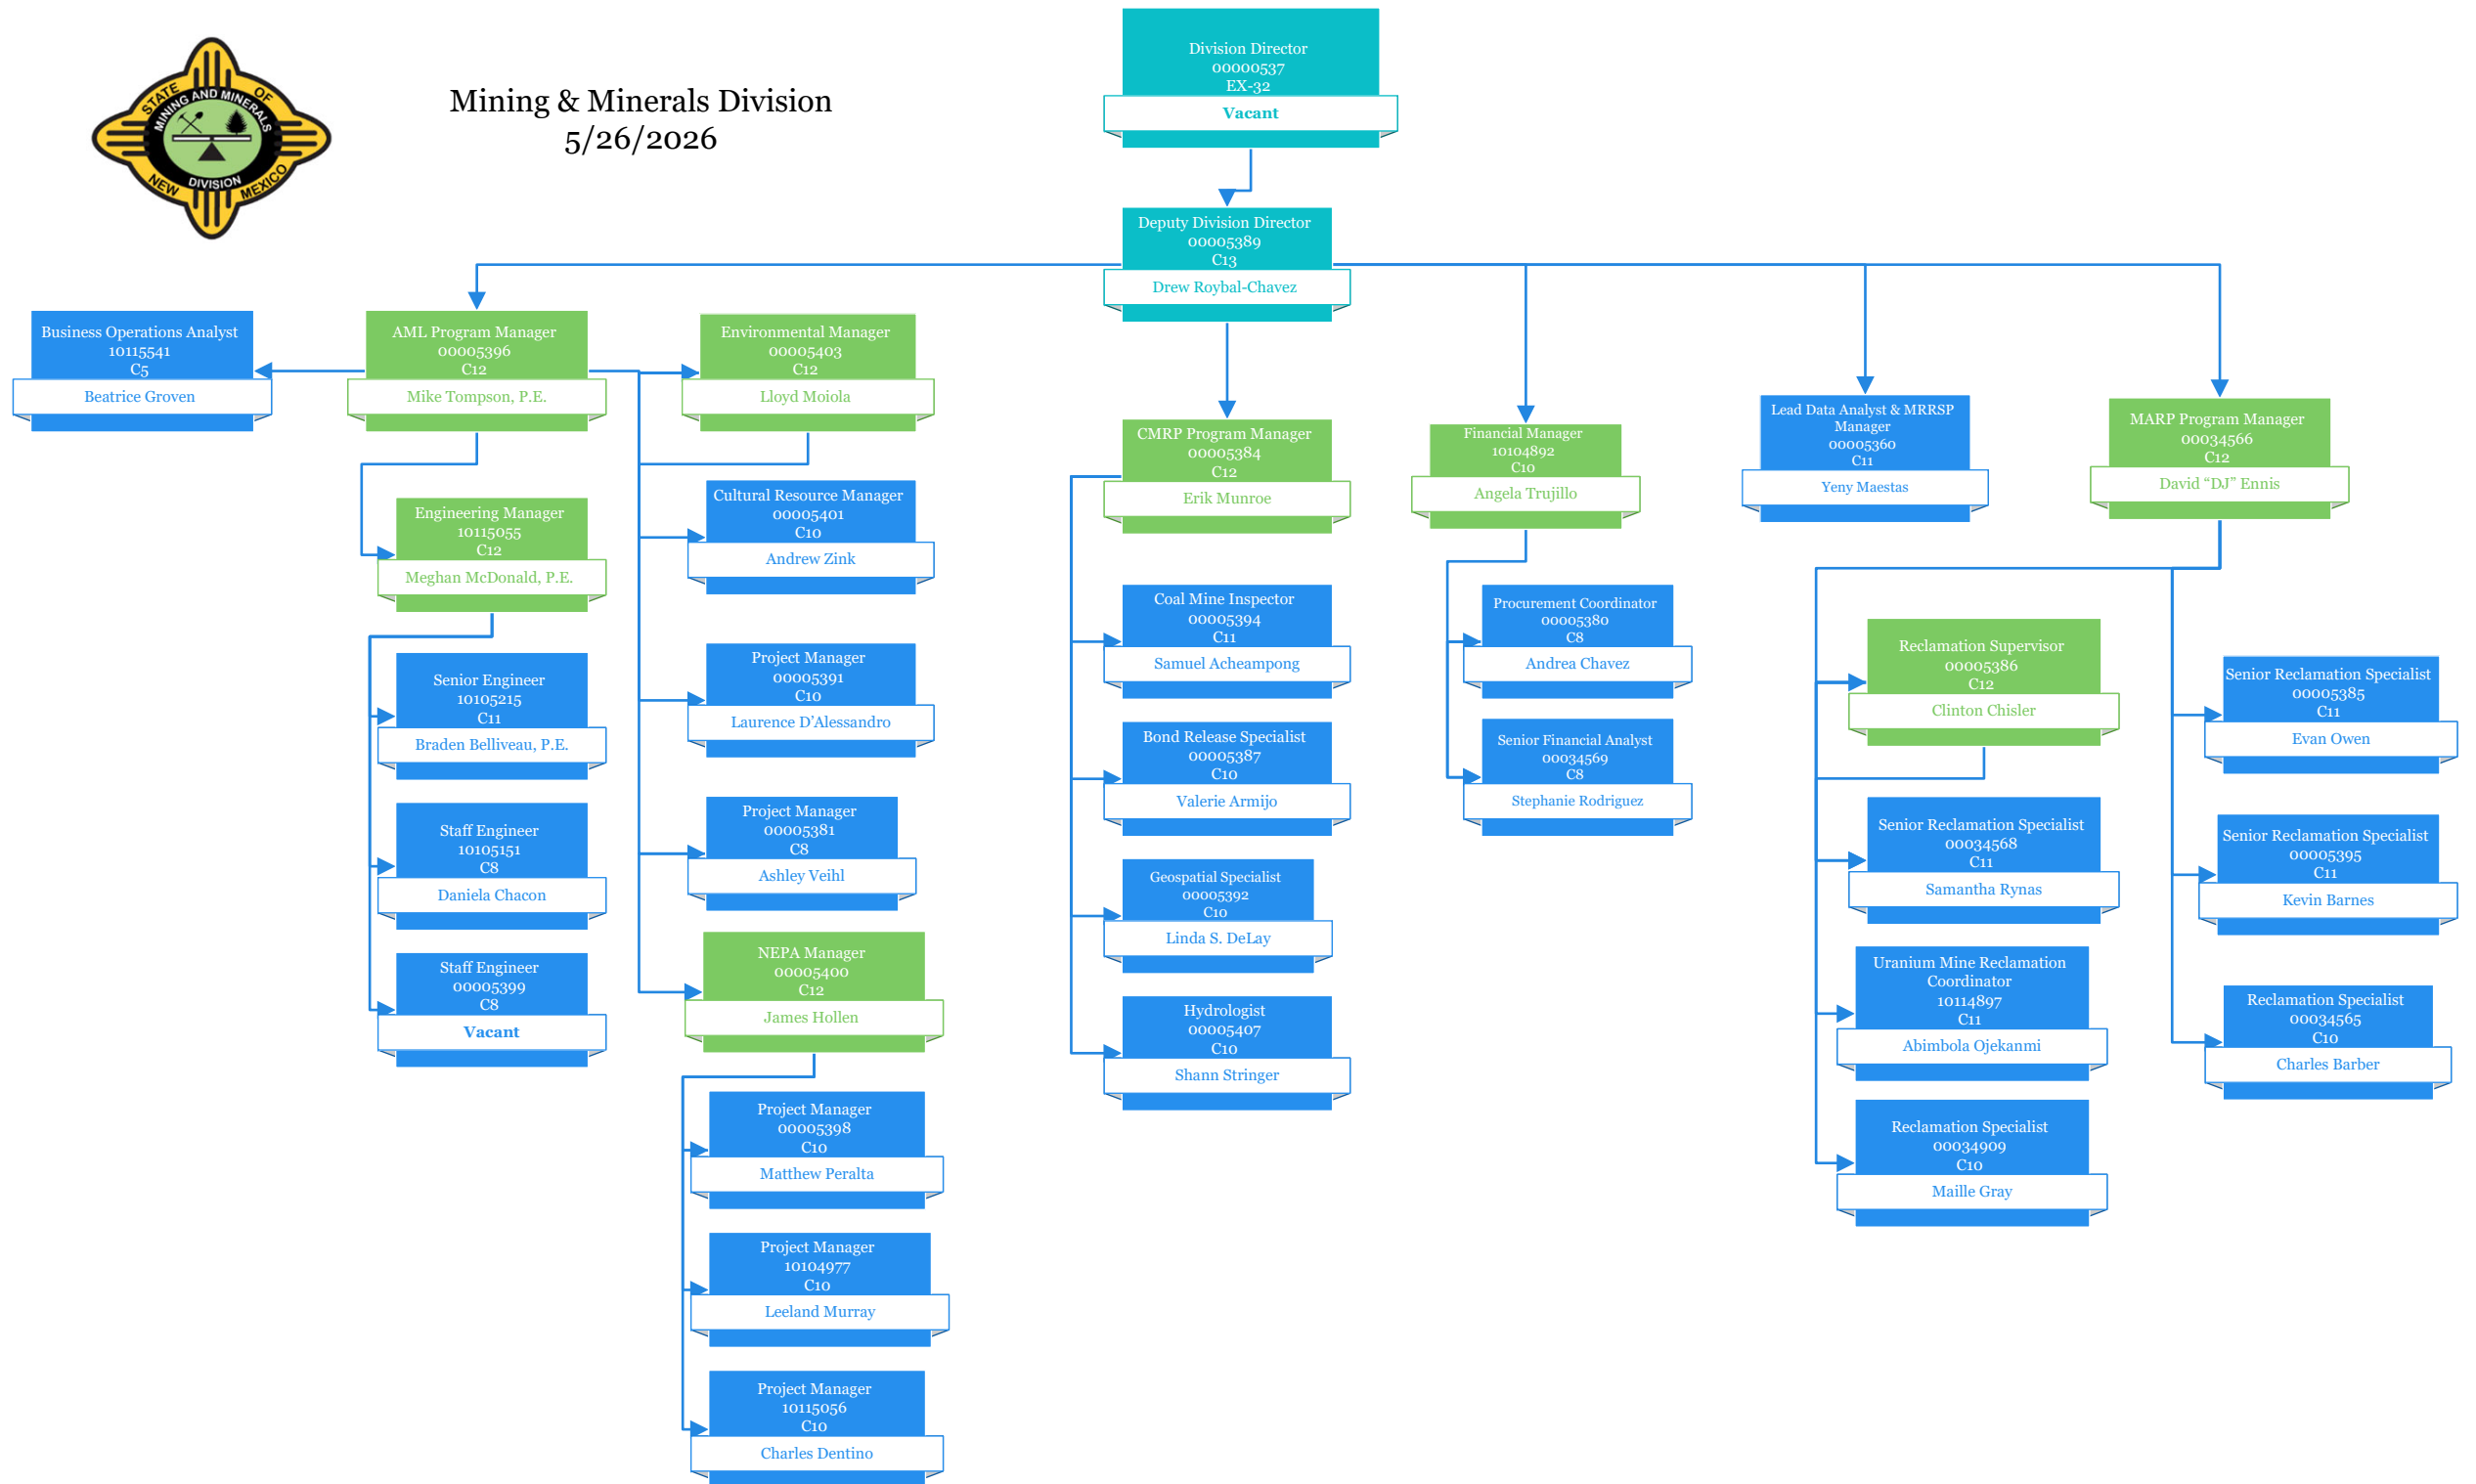 STATE OF
MINING AND MINERALS
DIVISION
NEW MEXICO
Mining & Minerals Division
5/26/2026
Division Director
00000537
EX-32
Vacant
Deputy Division Director
00005389
C13
Drew Roybal-Chavez
Business Operations Analyst
10115541
C5
Beatrice Groven
AML Program Manager
00005396
C12
Mike Tompson, P.E.
Environmental Manager
00005403
C12
Lloyd Moiola
Engineering Manager
10115055
C12
Meghan McDonald, P.E.
Senior Engineer
10105215
C11
Braden Belliveau, P.E.
Staff Engineer
10105151
C8
Daniela Chacon
Staff Engineer
00005399
C8
Vacant
Cultural Resource Manager
00005401
C10
Andrew Zink
Project Manager
00005391
C10
Laurence D’Alessandro
Project Manager
00005381
C8
Ashley Veihl
NEPA Manager
00005400
C12
James Hollen
Project Manager
00005398
C10
Matthew Peralta
Project Manager
10104977
C10
Leeland Murray
Project Manager
10115056
C10
Charles Dentino
CMRP Program Manager
00005384
C12
Erik Munroe
Coal Mine Inspector
00005394
C11
Samuel Acheampong
Bond Release Specialist
00005387
C10
Valerie Armijo
Geospatial Specialist
00005392
C10
Linda S. DeLay
Hydrologist
00005407
C10
Shann Stringer
Financial Manager
10104892
C10
Angela Trujillo
Procurement Coordinator
00005380
C8
Andrea Chavez
Senior Financial Analyst
00034569
C8
Stephanie Rodriguez
Lead Data Analyst & MRRSP
Manager
00005360
C11
Yeny Maestas
MARP Program Manager
00034566
C12
David “DJ” Ennis
Reclamation Supervisor
00005386
C12
Clinton Chisler
Senior Reclamation Specialist
00034568
C11
Samantha Rynas
Uranium Mine Reclamation
Coordinator
10114897
C11
Abimbola Ojekanmi
Reclamation Specialist
00034909
C10
Maille Gray
Senior Reclamation Specialist
00005385
C11
Evan Owen
Senior Reclamation Specialist
00005395
C11
Kevin Barnes
Reclamation Specialist
00034565
C10
Charles Barber